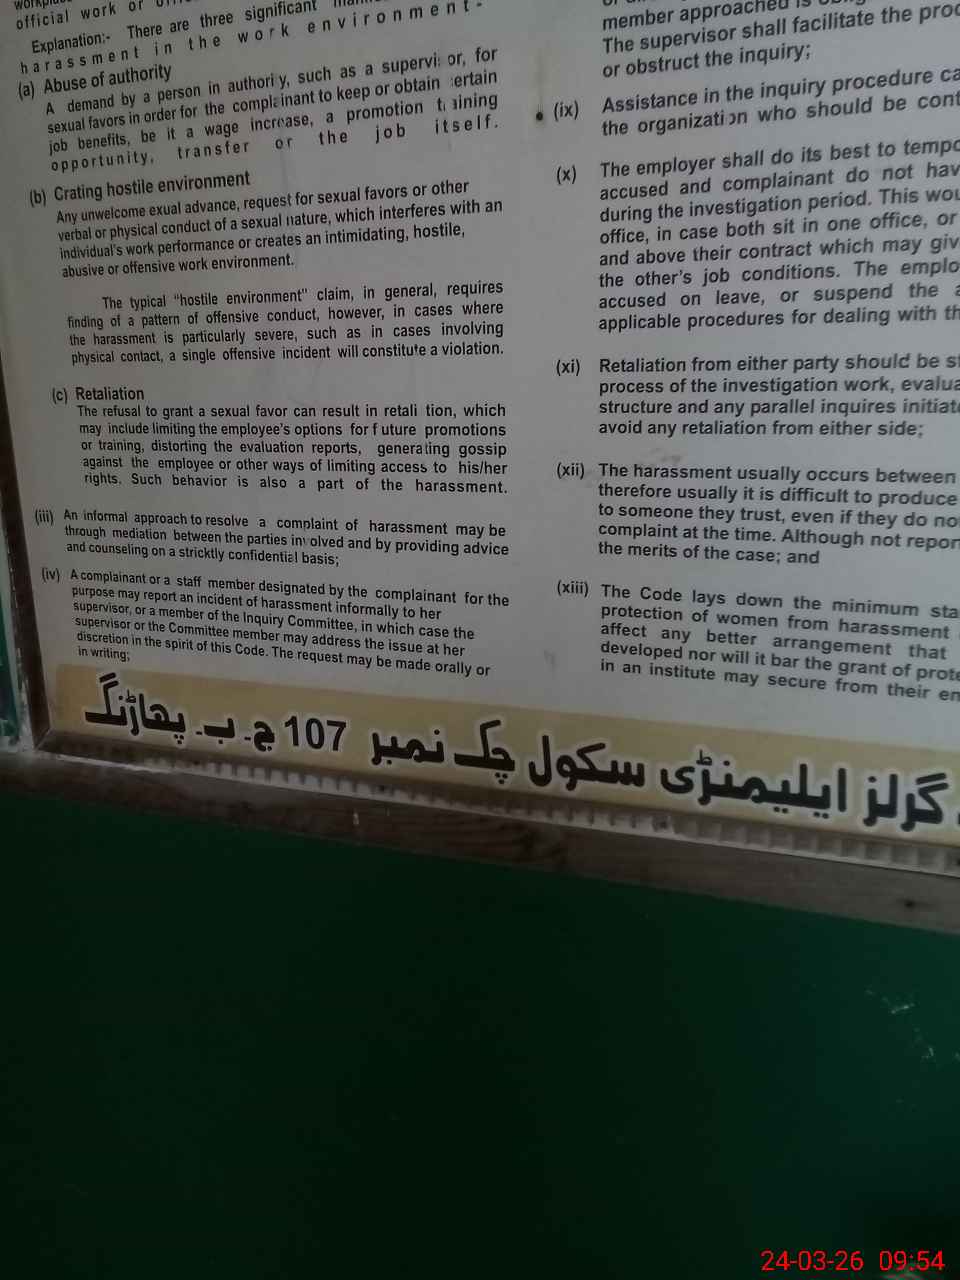 official work or
Explanation:- There are three significant
harassment in the work environment-
(a) Abuse of authority
A demand by a person in authori y, such as a supervi or, for
sexual favors in order for the complainant to keep or obtain ertain
job benefits, be it a wage increase, a promotion t aining
opportunity, transfer or the job itself.
(b) Crating hostile environment
Any unwelcome exual advance, request for sexual favors or other
verbal or physical conduct of a sexual nature, which interferes with an
individual's work performance or creates an intimidating, hostile,
abusive or offensive work environment.
The typical "hostile environment" claim, in general, requires
finding of a pattern of offensive conduct, however, in cases where
the harassment is particularly severe, such as in cases involving
physical contact, a single offensive incident will constitute a violation.
(c) Retaliation
The refusal to grant a sexual favor can result in retali tion, which
may include limiting the employee's options for f uture promotions
or training, distorting the evaluation reports, generating gossip
against the employee or other ways of limiting access to his/her
rights. Such behavior is also a part of the harassment.
(iii) An informal approach to resolve a complaint of harassment may be
through mediation between the parties involved and by providing advice
and counseling on a stricktly confidential basis;
(iv) A complainant or a staff member designated by the complainant for the
purpose may report an incident of harassment informally to her
supervisor, or a member of the Inquiry Committee, in which case the
supervisor or the Committee member may address the issue at her
discretion in the spirit of this Code. The request may be made orally or
in writing;
member approached is
The supervisor shall facilitate the
or obstruct the inquiry;
(ix) Assistance in the inquiry procedure
the organization who should be
(x) The employer shall do its best to
accused and complainant do not
during the investigation period. This
office, in case both sit in one office, or
and above their contract which may
the other's job conditions. The
accused on leave, or suspend the
applicable procedures for dealing with
(xi) Retaliation from either party should be
process of the investigation work,
structure and any parallel inquires
avoid any retaliation from either side;
(xii) The harassment usually occurs between
therefore usually it is difficult to produce
to someone they trust, even if they do
complaint at the time. Although not
the merits of the case; and
(xiii) The Code lays down the minimum
protection of women from harassment
affect any better arrangement that
developed nor will it bar the grant of
in an institute may secure from their
گرلز ایلیمنڑی سکول چک نمبر 107 ج۔ب۔ پھاڑنگ
24-03-26 09:54